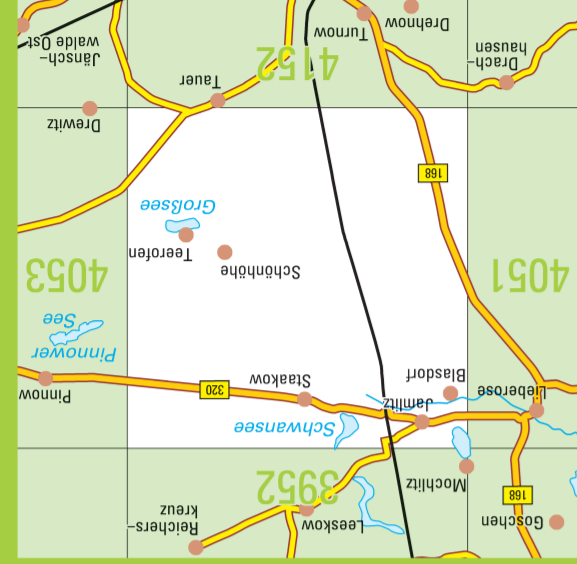 Goschen
Leeskow
Reichers-
kreuz
168
Mochlitz
3952
Schwansee
Lieberose
Jamlitz
Blasdorf
Staakow
320
Pinnow
Pinnower
See
4051
4053
Schönhöhe
Teerofen
Großsee
168
Drewitz
Tauer
4152
Drach-
hausen
Jänsch-
walde Ost
Turnow
Drehnow